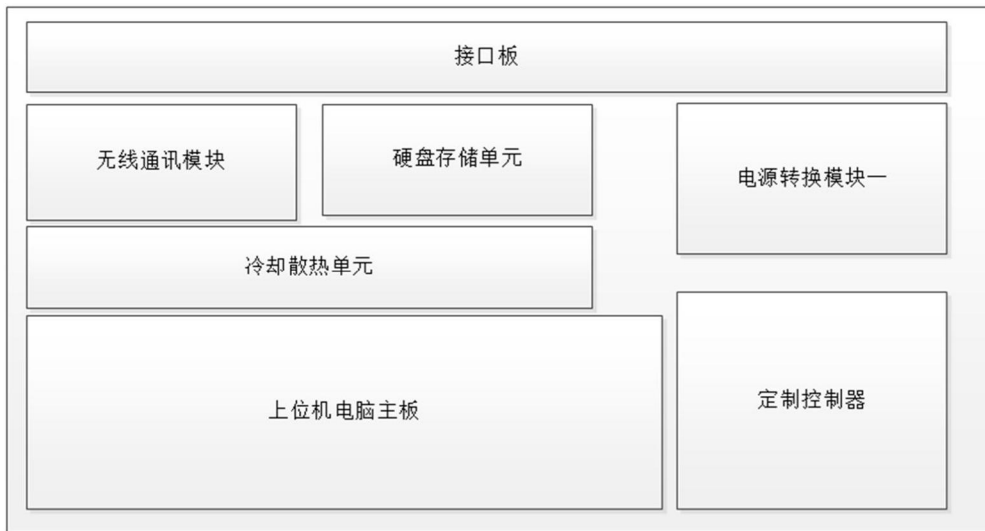 接口板
无线通讯模块
硬盘存储单元
电源转换模块一
冷却散热单元
上位机电脑主板
定制控制器